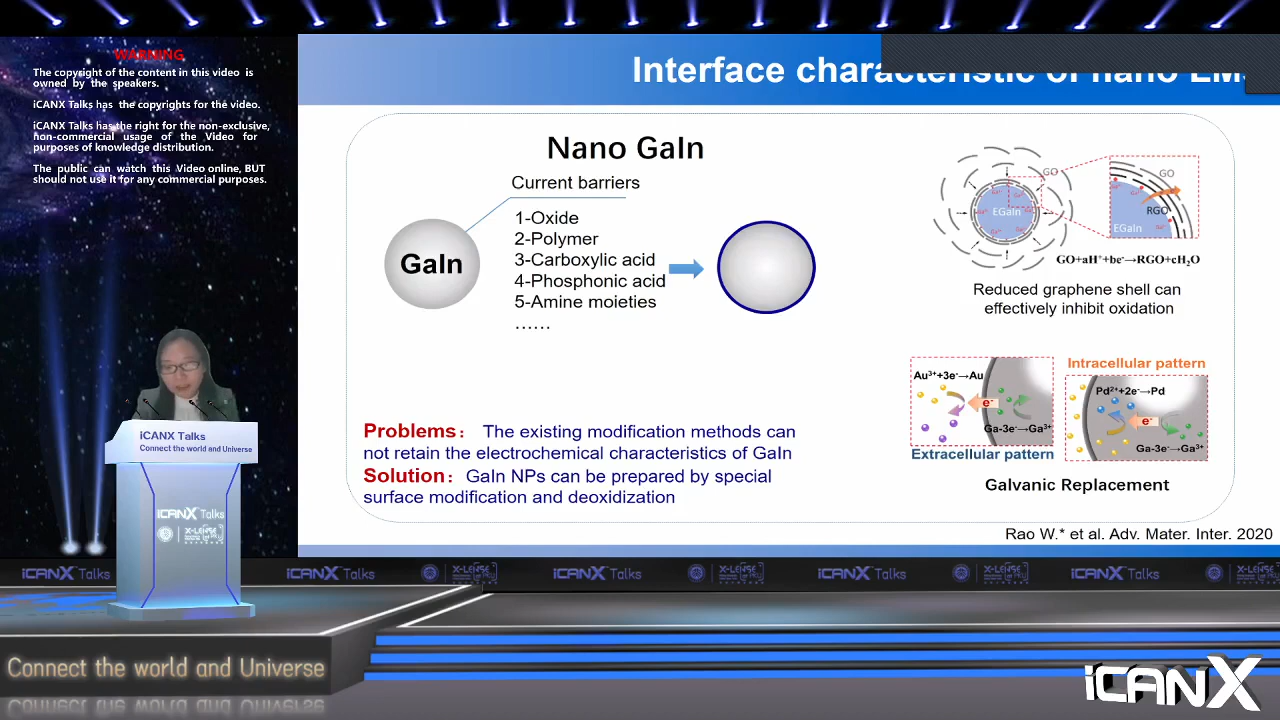 WARNING
The copyright of the content in this video is
owned by the speakers.
iCANX Talks has the copyrights for the video.
iCANX Talks has the right for the non-exclusive,
non-commercial usage of the Video for
purposes of knowledge distribution.
The public can watch this Video online, BUT
should not use it for any commercial purposes.
Interface characteristic of nano LM
Nano GaIn
Current barriers
GaIn
1-Oxide
2-Polymer
3-Carboxylic acid
4-Phosphonic acid
5-Amine moieties
······
GO
EGaIn
GO
RGO
EGaIn
GO+aH⁺+be⁻→RGO+cH₂O
Reduced graphene shell can
effectively inhibit oxidation
Intracellular pattern
Au³⁺+3e⁻→Au
e⁻
Ga-3e⁻→Ga³⁺
Pd²⁺+2e⁻→Pd
e⁻
Ga-3e⁻→Ga³⁺
Extracellular pattern
Galvanic Replacement
Problems： The existing modification methods can
not retain the electrochemical characteristics of GaIn
Solution：GaIn NPs can be prepared by special
surface modification and deoxidization
Rao W.* et al. Adv. Mater. Inter. 2020
iCANX Talks
Connect the world and Universe
iCANX Talks
X-LENSE
iCANX Talks
X-LENSE
iCANX Talks
X-LENSE
iCANX Talks
X-LENSE
iCANX Talks
X-LENSE
iCANX Talks
X-LENSE
Connect the world and Universe
iCANX